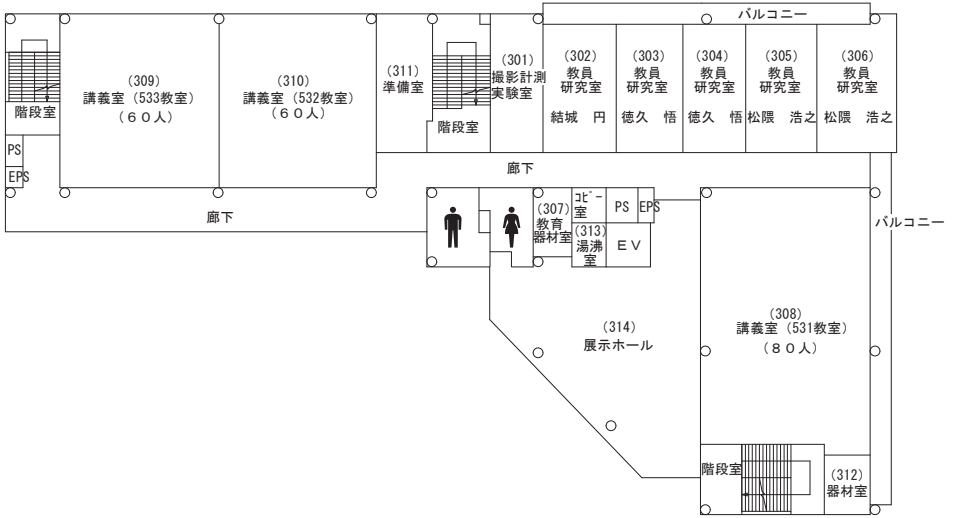 バルコニー
(309)
講義室（533教室）
（６０人）
階段室
PS
EPS
(310)
講義室（532教室）
（６０人）
(311)
準備室
階段室
(301)
撮影計測
実験室
(302)
教員
研究室
結城　円
(303)
教員
研究室
徳久　悟
(304)
教員
研究室
徳久　悟
(305)
教員
研究室
松隈　浩之
(306)
教員
研究室
松隈　浩之
廊下
廊下
(307)
教育
器材室
ｺﾋﾟｰ
室
PS
EPS
(313)
湯沸
室
ＥＶ
バルコニー
(314)
展示ホール
(308)
講義室（531教室）
（８０人）
階段室
(312)
器材室